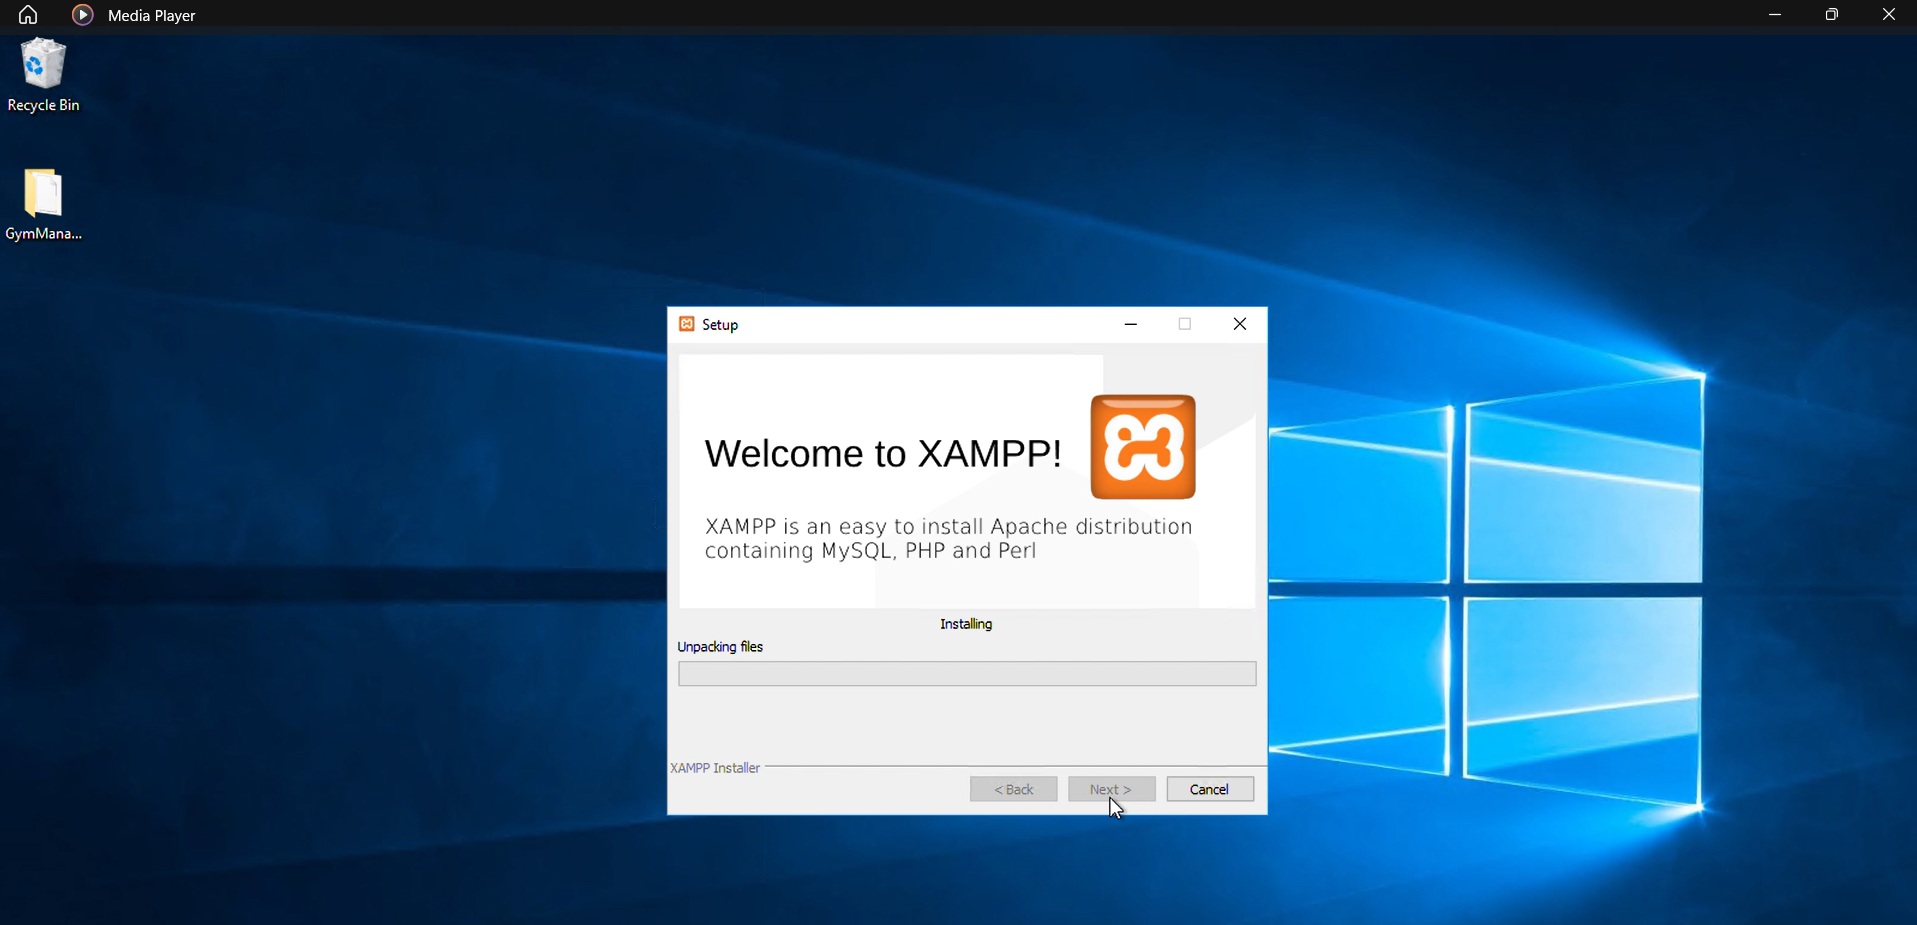 Media Player
Recycle Bin
GymMana...
Setup
Welcome to XAMPP!
XAMPP is an easy to install Apache distribution
containing MySQL, PHP and Perl
Installing
Unpacking files
XAMPP Installer
< Back
Next >
Cancel